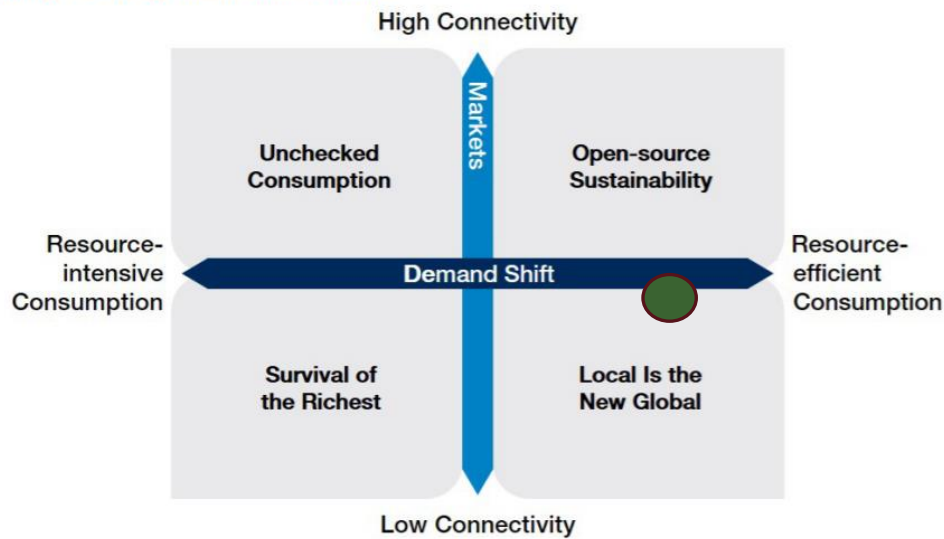 High Connectivity
Markets
Unchecked
Consumption
Open-source
Sustainability
Resource-
intensive
Consumption
Demand Shift
Resource-
efficient
Consumption
Survival of
the Richest
Local Is the
New Global
Low Connectivity